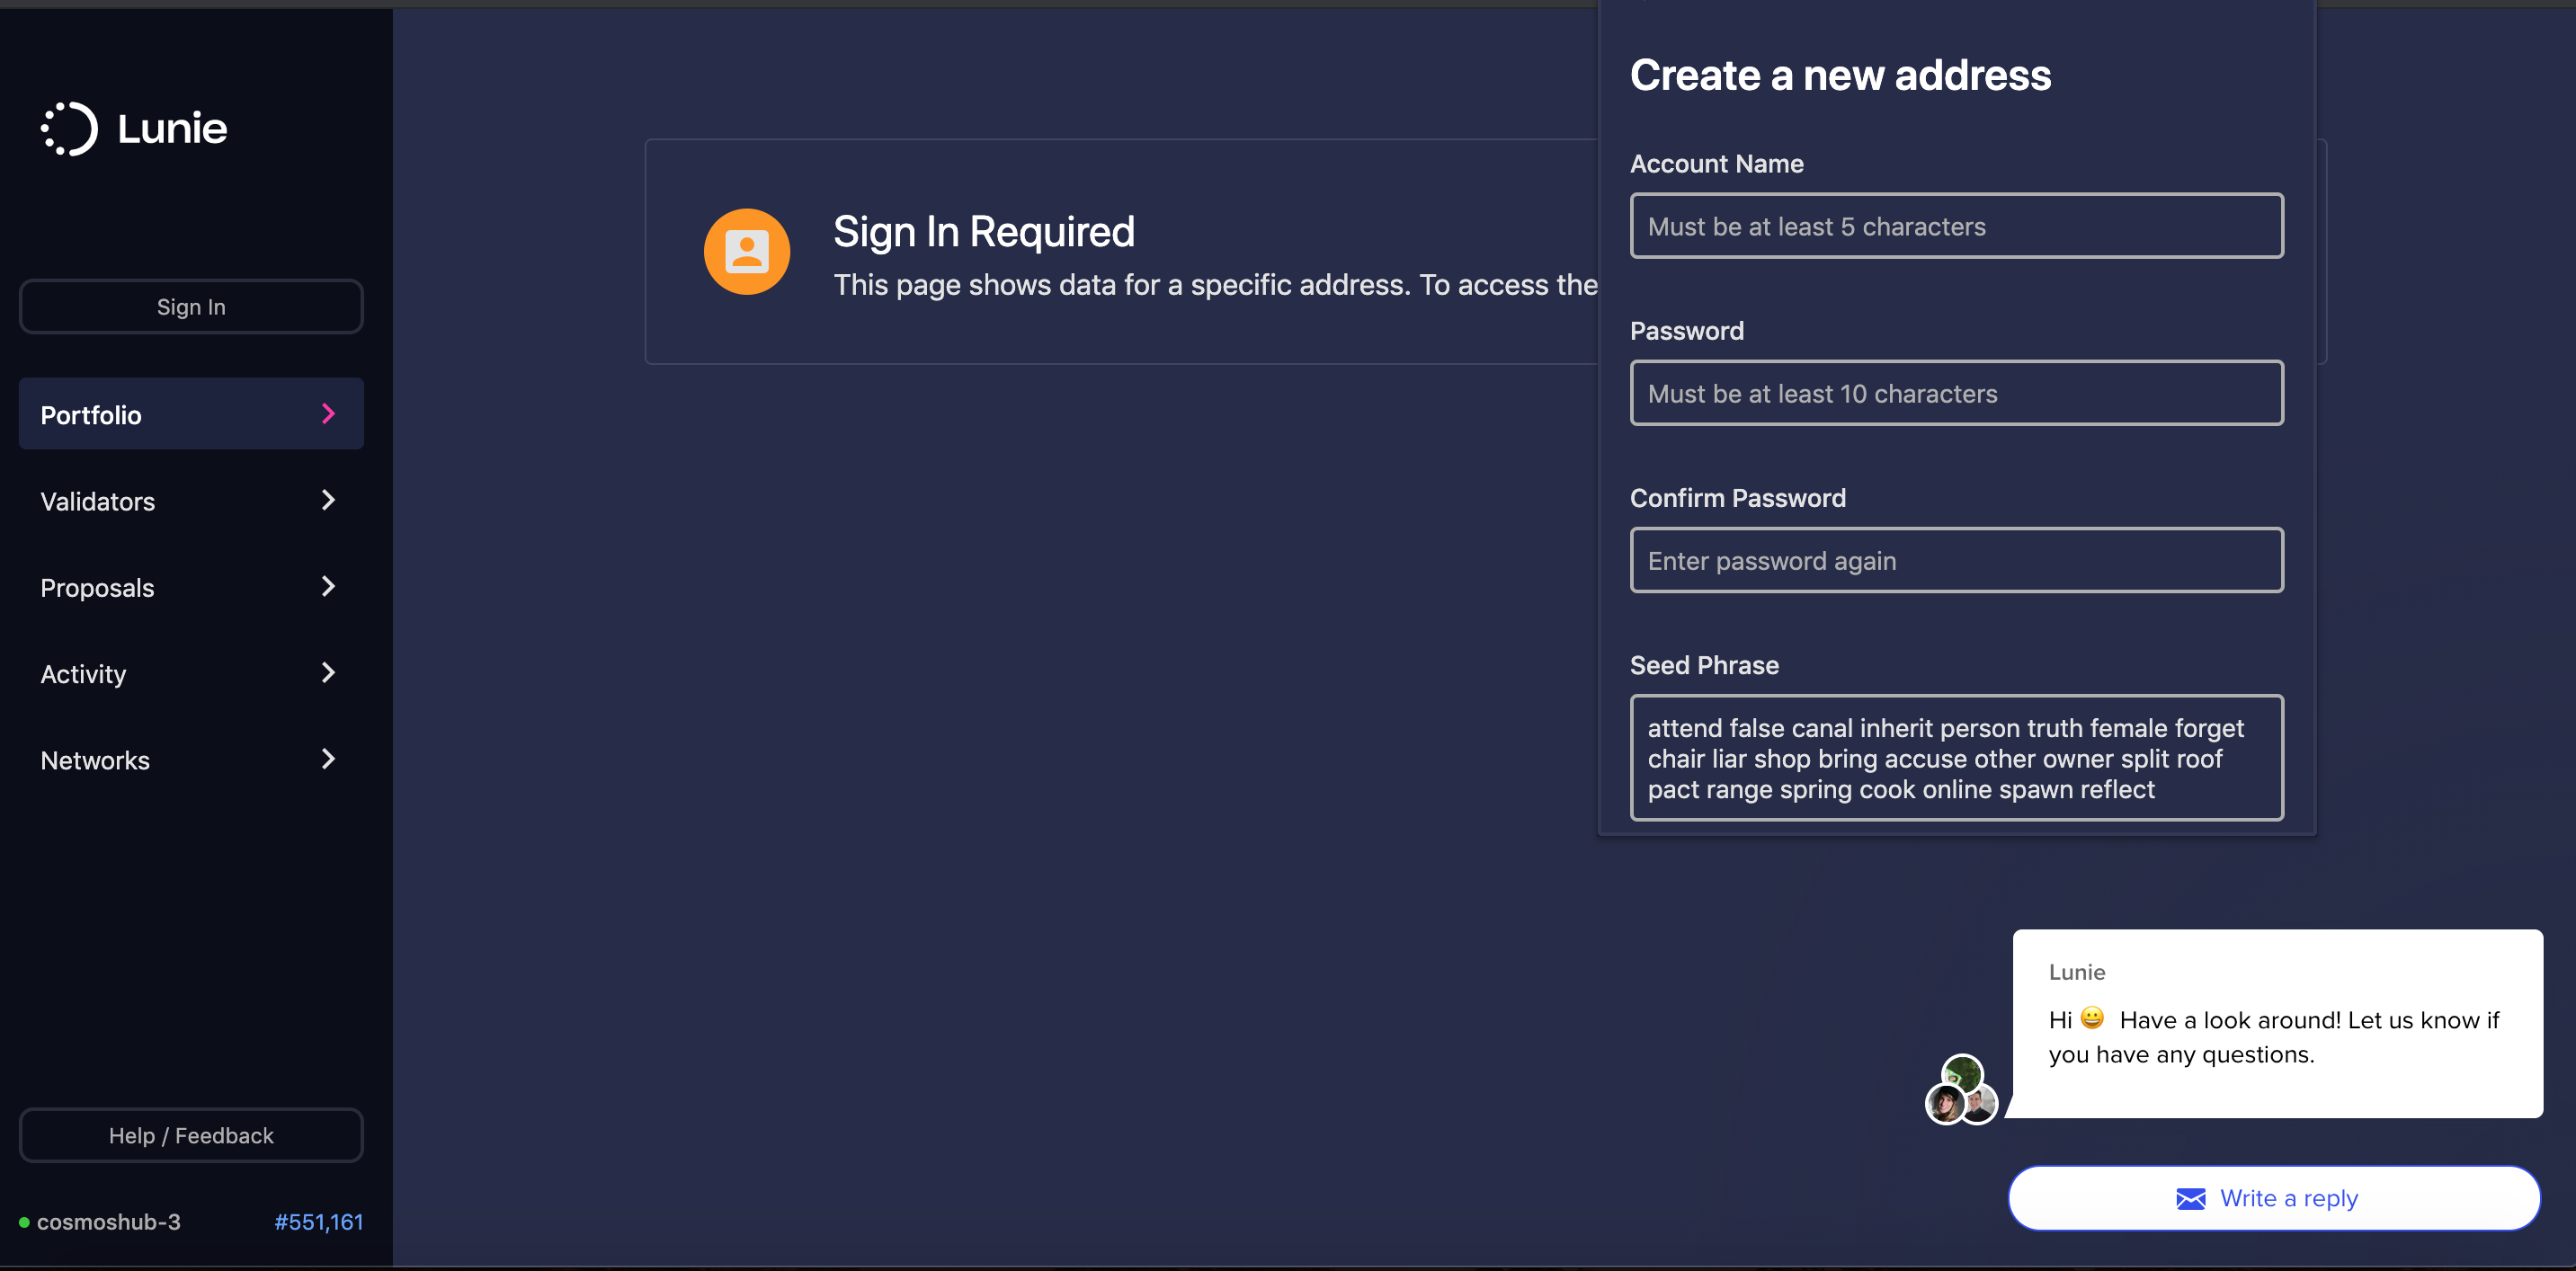 Lunie
Sign In
Portfolio
Validators
Proposals
Activity
Networks
Help / Feedback
cosmoshub-3 #551,161
Sign In Required
This page shows data for a specific address. To access the
Create a new address
Account Name
Must be at least 5 characters
Password
Must be at least 10 characters
Confirm Password
Enter password again
Seed Phrase
attend false canal inherit person truth female forget
chair liar shop bring accuse other owner split roof
pact range spring cook online spawn reflect
Lunie
Hi 😀 Have a look around! Let us know if
you have any questions.
Write a reply